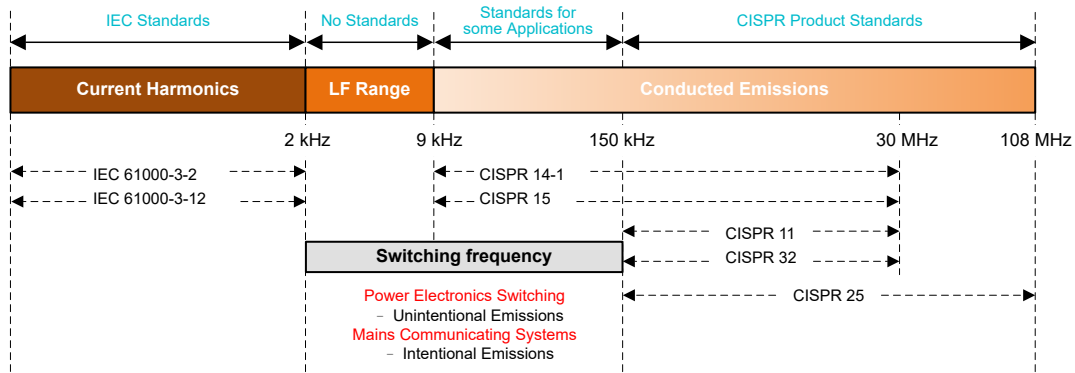 IEC Standards
No Standards
Standards for
some Applications
CISPR Product Standards
Current Harmonics
LF Range
Conducted Emissions
2 kHz
9 kHz
150 kHz
30 MHz
108 MHz
IEC 61000-3-2
CISPR 14-1
IEC 61000-3-12
CISPR 15
CISPR 11
Switching frequency
CISPR 32
Power Electronics Switching
CISPR 25
– Unintentional Emissions
Mains Communicating Systems
– Intentional Emissions